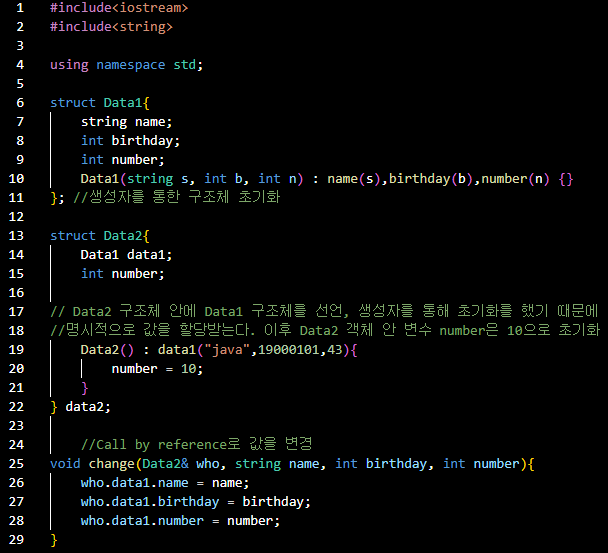 1 #include<iostream>
2 #include<string>
3
4 using namespace std;
5
6 struct Data1{
7     string name;
8     int birthday;
9     int number;
10     Data1(string s, int b, int n) : name(s),birthday(b),number(n) {}
11 }; //생성자를 통한 구조체 초기화
12
13 struct Data2{
14     Data1 data1;
15     int number;
16
17 // Data2 구조체 안에 Data1 구조체를 선언, 생성자를 통해 초기화를 했기 때문에
18 //명시적으로 값을 할당받는다. 이후 Data2 객체 안 변수 number은 10으로 초기화
19     Data2() : data1("java",19000101,43){
20         number = 10;
21     }
22 } data2;
23
24     //Call by reference로 값을 변경
25 void change(Data2& who, string name, int birthday, int number){
26     who.data1.name = name;
27     who.data1.birthday = birthday;
28     who.data1.number = number;
29 }